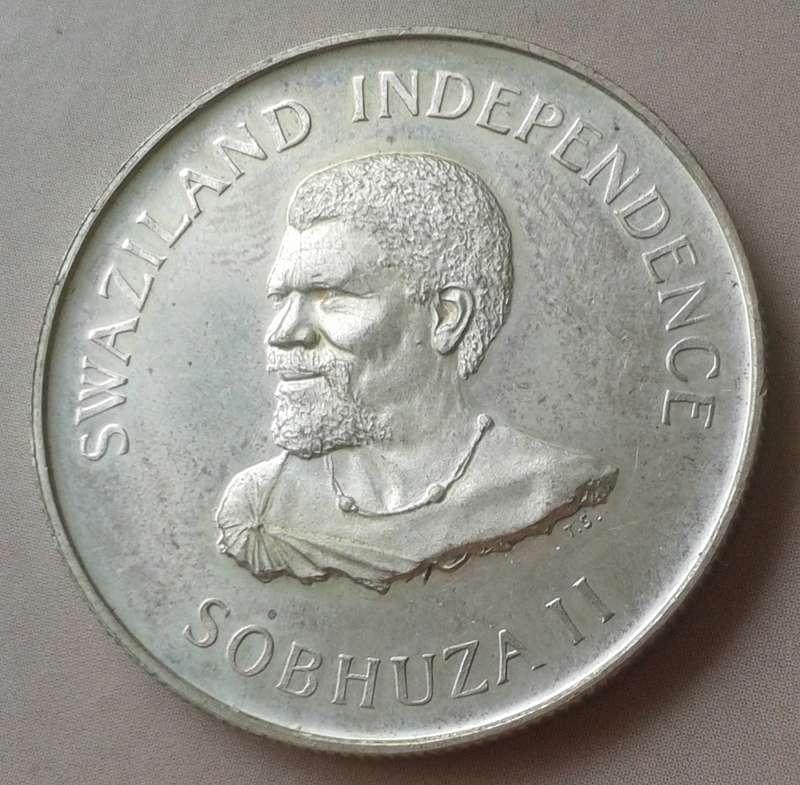 SWAZILAND INDEPENDENCE
T.S.
SOBHUZA II